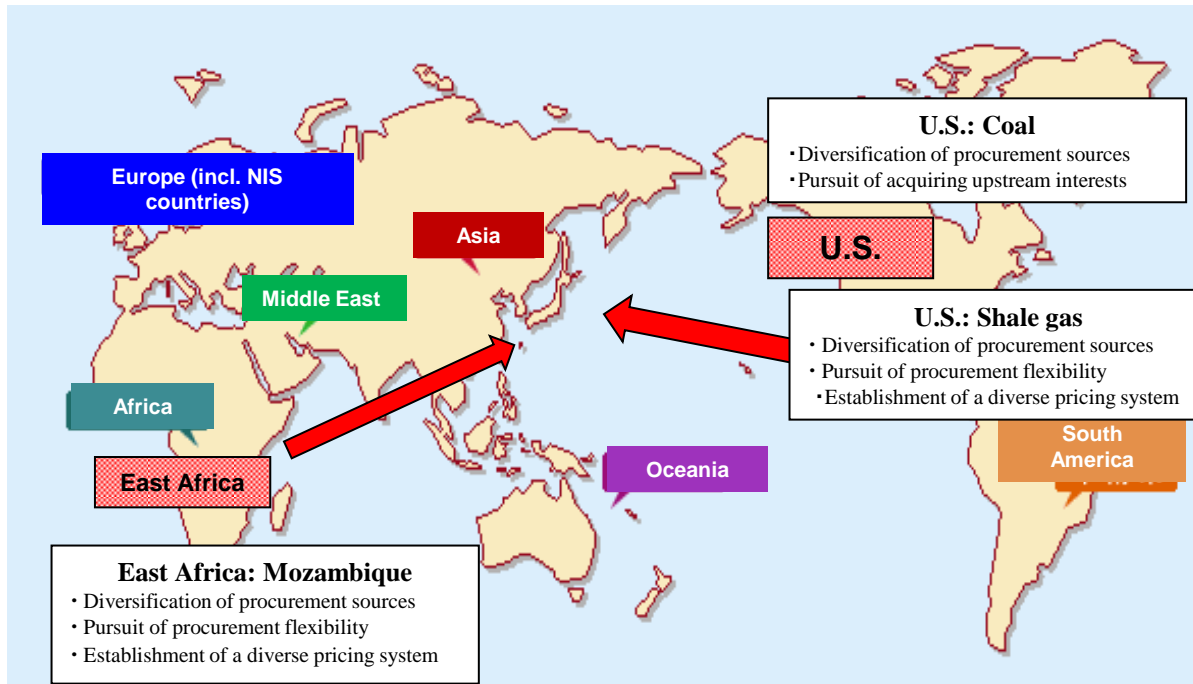 U.S.: Coal
・Diversification of procurement sources
・Pursuit of acquiring upstream interests
Europe (incl. NIS
countries)
Asia
U.S.
Middle East
U.S.: Shale gas
・Diversification of procurement sources
・Pursuit of procurement flexibility
・Establishment of a diverse pricing system
Africa
South
America
Oceania
East Africa
East Africa: Mozambique
・Diversification of procurement sources
・Pursuit of procurement flexibility
・Establishment of a diverse pricing system